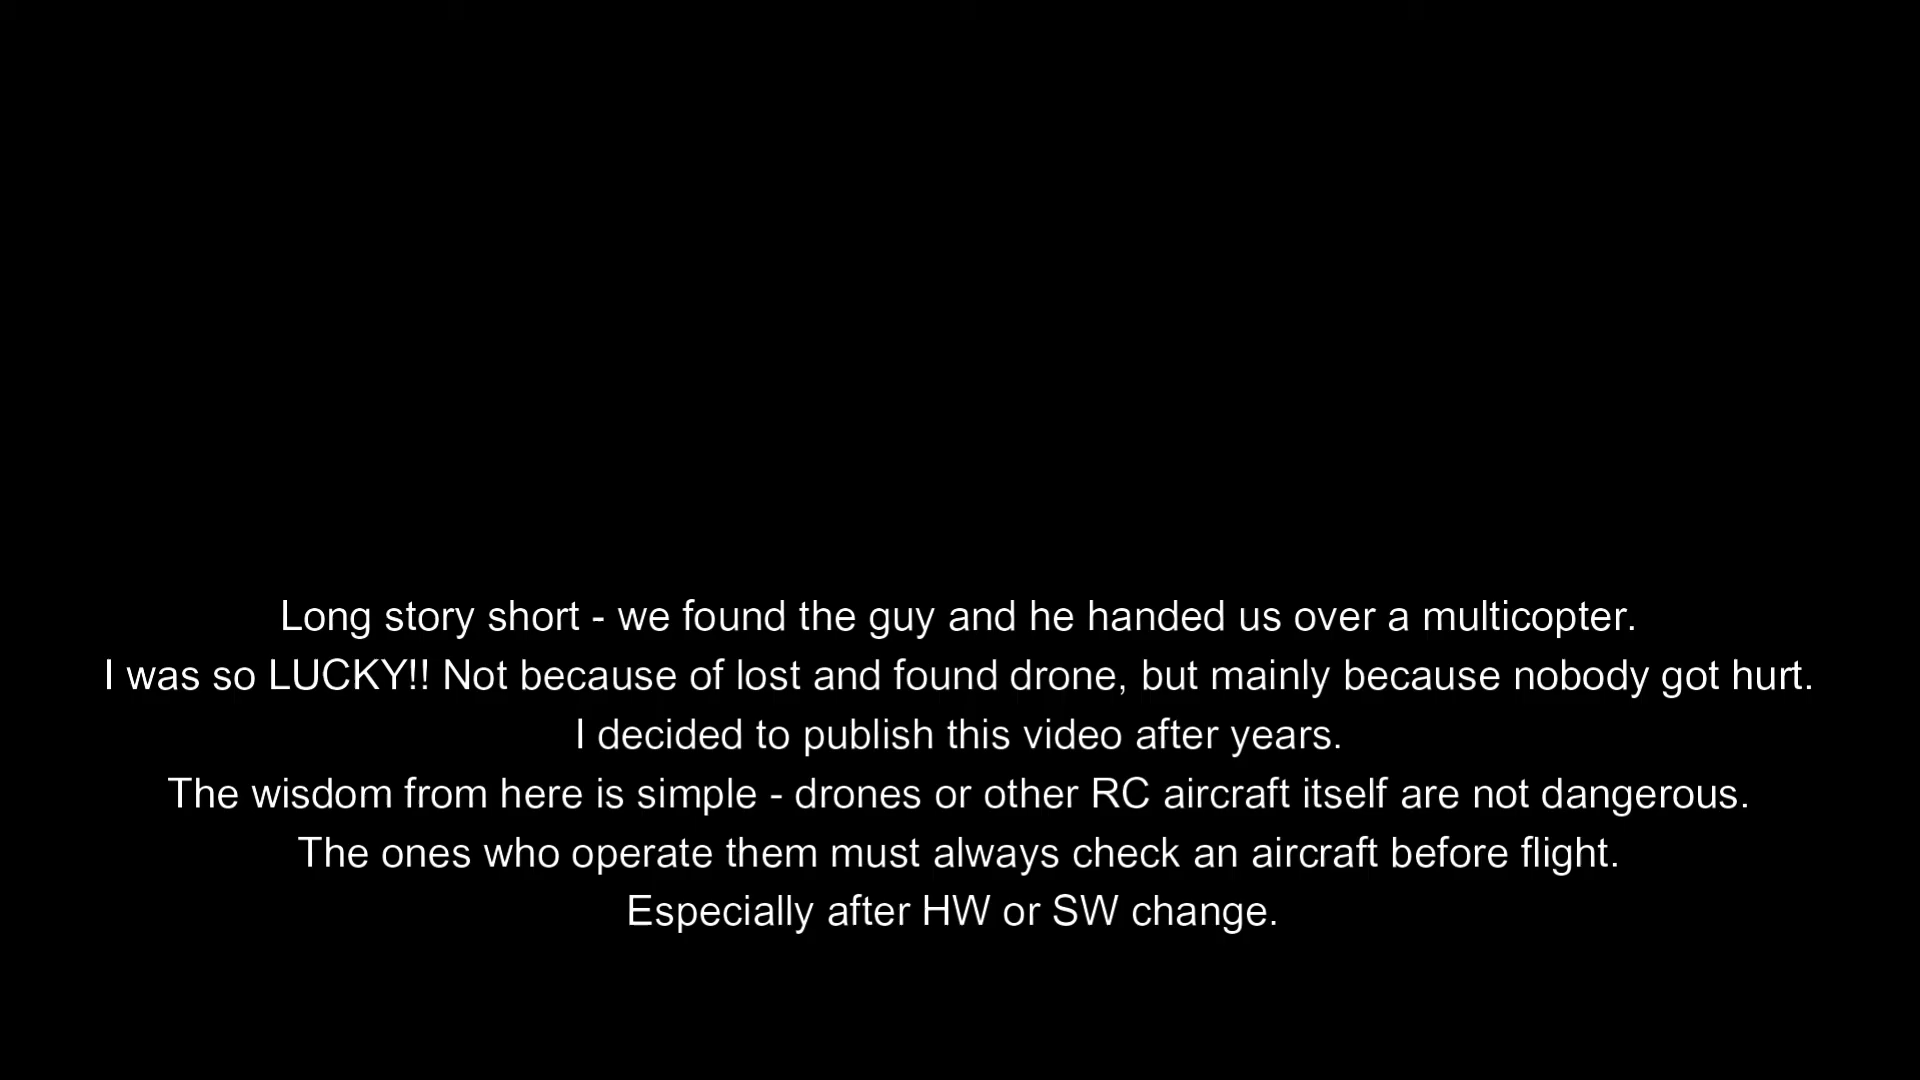 Long story short - we found the guy and he handed us over a multicopter.
I was so LUCKY!! Not because of lost and found drone, but mainly because nobody got hurt.
I decided to publish this video after years.
The wisdom from here is simple - drones or other RC aircraft itself are not dangerous.
The ones who operate them must always check an aircraft before flight.
Especially after HW or SW change.